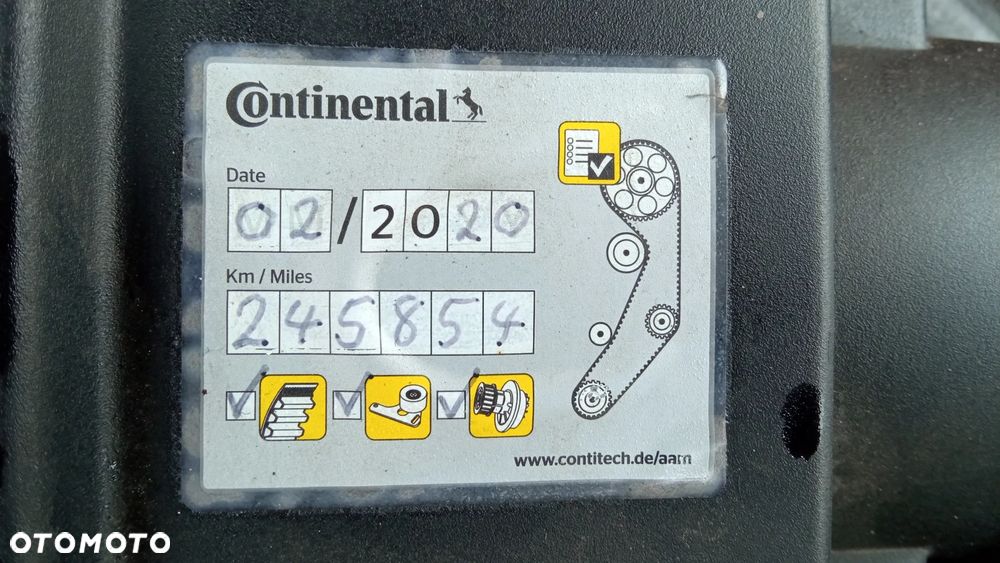 Continental
Date
02/2020
Km / Miles
245854
www.contitech.de/aam
OTOMOTO